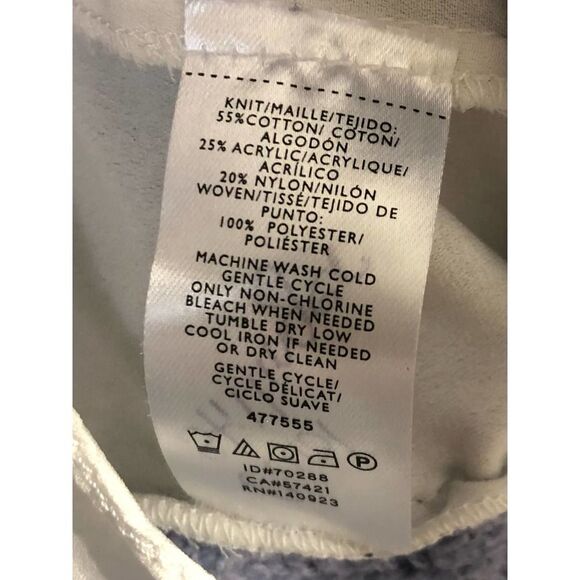 KNIT/MAILLE/TEJIDO:
55%COTTON/ COTON/
ALGODÓN
25% ACRYLIC/ACRYLIQUE/
ACRÍLICO
20% NYLON/NILÓN
WOVEN/TISSÉ/TEJIDO DE
PUNTO:
100% POLYESTER/
POLIÉSTER
MACHINE WASH COLD
GENTLE CYCLE
ONLY NON-CHLORINE
BLEACH WHEN NEEDED
TUMBLE DRY LOW
COOL IRON IF NEEDED
OR DRY CLEAN
GENTLE CYCLE/
CYCLE DÉLICAT/
CICLO SUAVE
477555
P
ID#70288
CA#57421
RN#140923